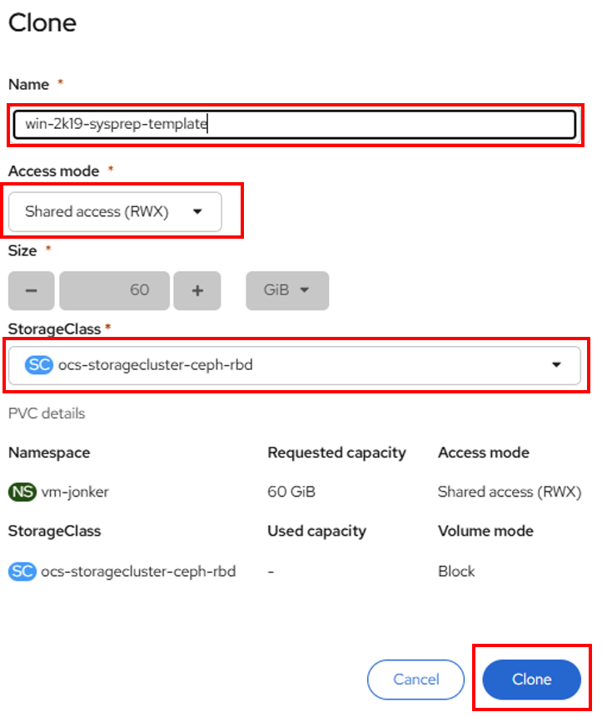 Clone
Name *
win-2k19-sysprep-template
Access mode *
Shared access (RWX)
Size *
− 60 + GiB
StorageClass *
SC ocs-storagecluster-ceph-rbd
PVC details
Namespace Requested capacity Access mode
NS vm-jonker 60 GiB Shared access (RWX)
StorageClass Used capacity Volume mode
SC ocs-storagecluster-ceph-rbd - Block
Cancel Clone